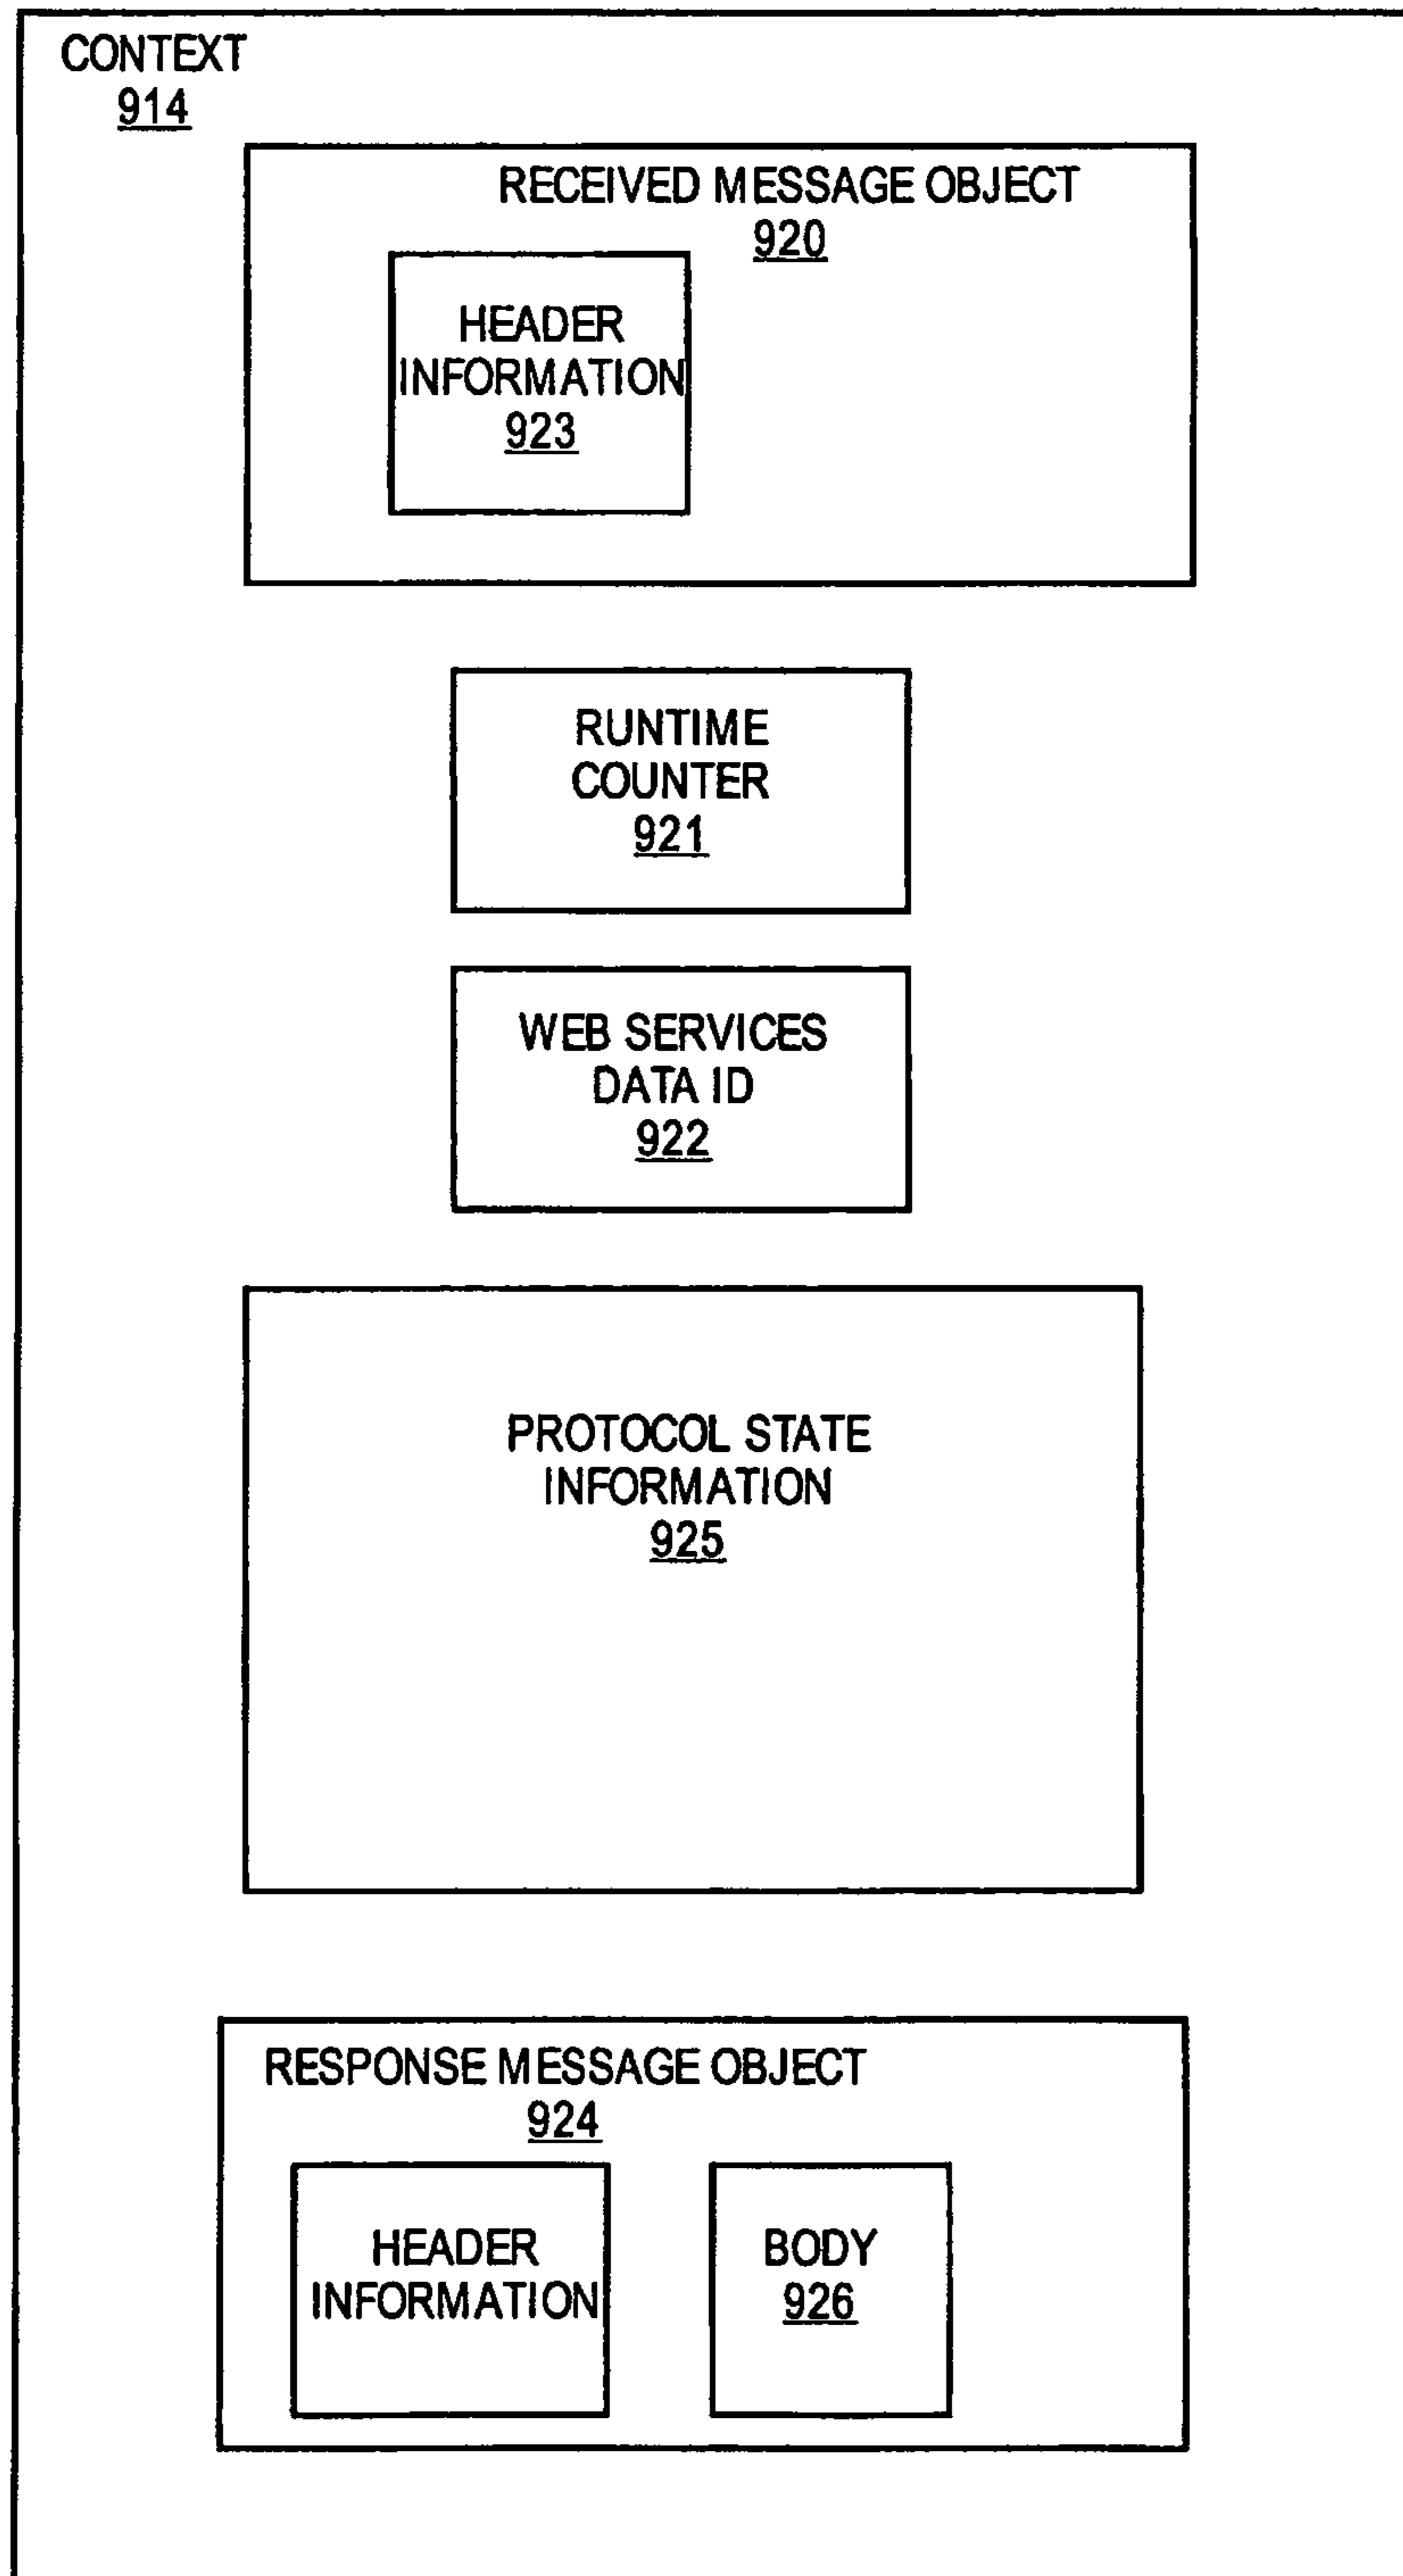 CONTEXT
914
RECEIVED MESSAGE OBJECT
920
HEADER
INFORMATION
923
RUNTIME
COUNTER
921
WEB SERVICES
DATA ID
922
PROTOCOL STATE
INFORMATION
925
RESPONSE MESSAGE OBJECT
924
HEADER
INFORMATION
BODY
926